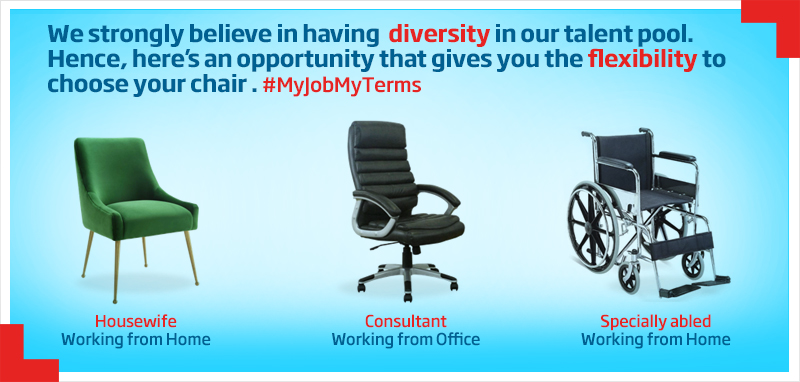 We strongly believe in having diversity in our talent pool.
Hence, here's an opportunity that gives you the flexibility to
choose your chair . #MyJobMyTerms
Housewife
Working from Home
Consultant
Working from Office
Specially abled
Working from Home